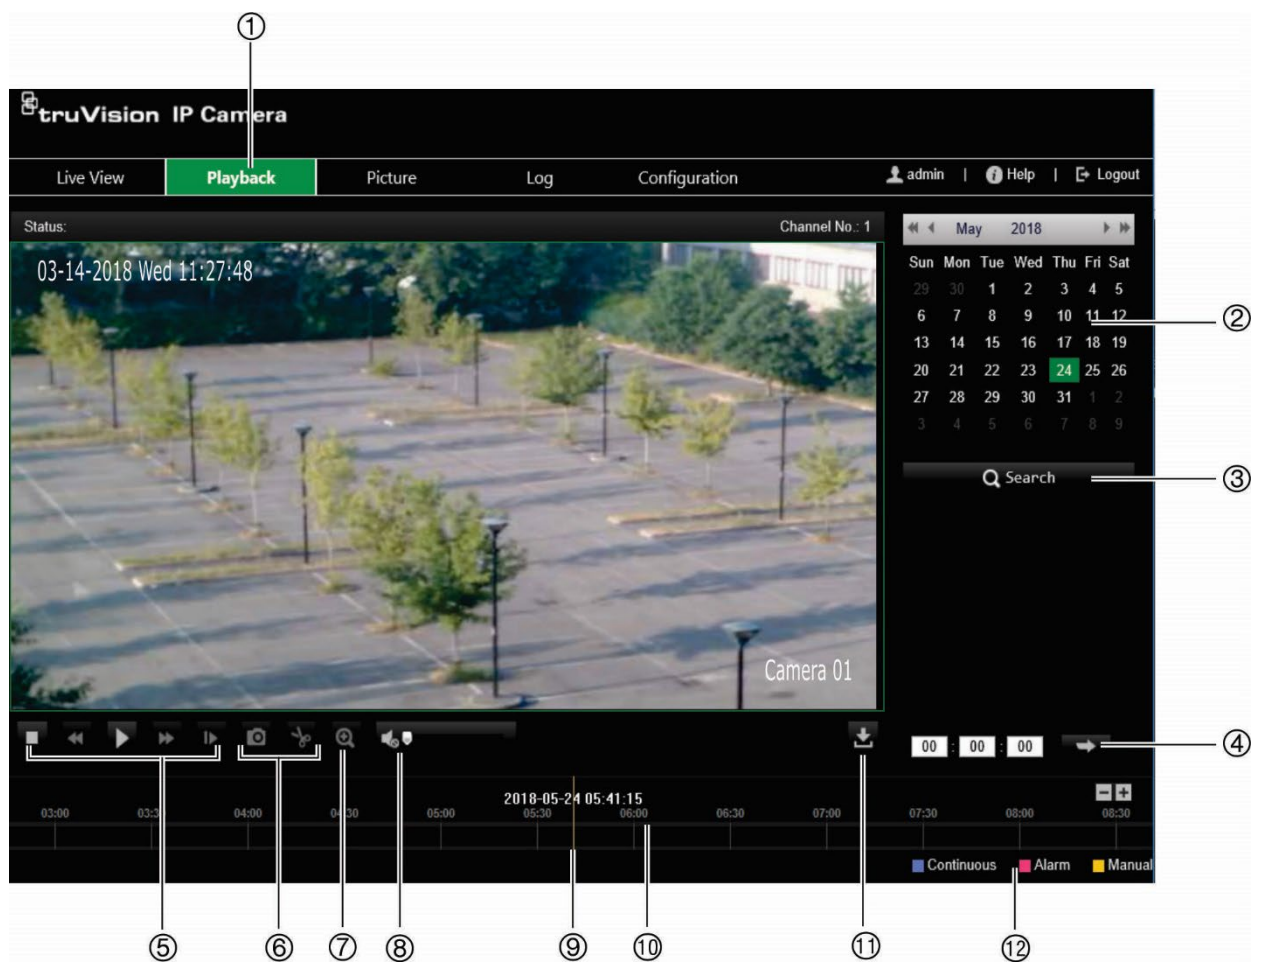 ①
truVision IP Camera
Live View Playback Picture Log Configuration admin | Help | Logout
Status: Channel No.: 1
May 2018
03-14-2018 Wed 11:27:48
Sun Mon Tue Wed Thu Fri Sat
29 30 1 2 3 4 5
6 7 8 9 10 11 12
②
13 14 15 16 17 18 19
20 21 22 23 24 25 26
27 28 29 30 31 1 2
3 4 5 6 7 8 9
Search
③
Camera 01
00 : 00 : 00
④
2018-05-24 05:41:15
03:00 03:3 04:00 04:30 05:00 05:30 06:00 06:30 07:00 07:30 08:00 08:30
Continuous Alarm Manual
⑤ ⑥ ⑦ ⑧ ⑨ ⑩ ⑪ ⑫